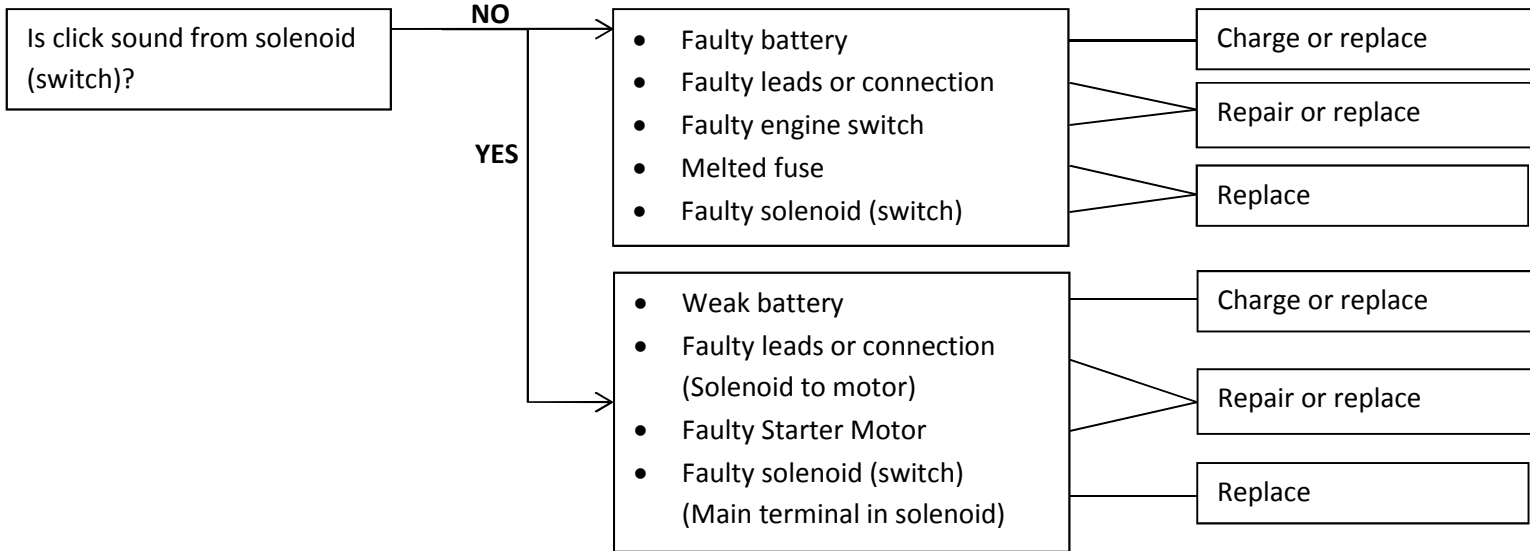 NO
Is click sound from solenoid
(switch)?
• Faulty battery
• Faulty leads or connection
• Faulty engine switch
• Melted fuse
• Faulty solenoid (switch)
Charge or replace
Repair or replace
Replace
YES
• Weak battery
• Faulty leads or connection
(Solenoid to motor)
• Faulty Starter Motor
• Faulty solenoid (switch)
(Main terminal in solenoid)
Charge or replace
Repair or replace
Replace